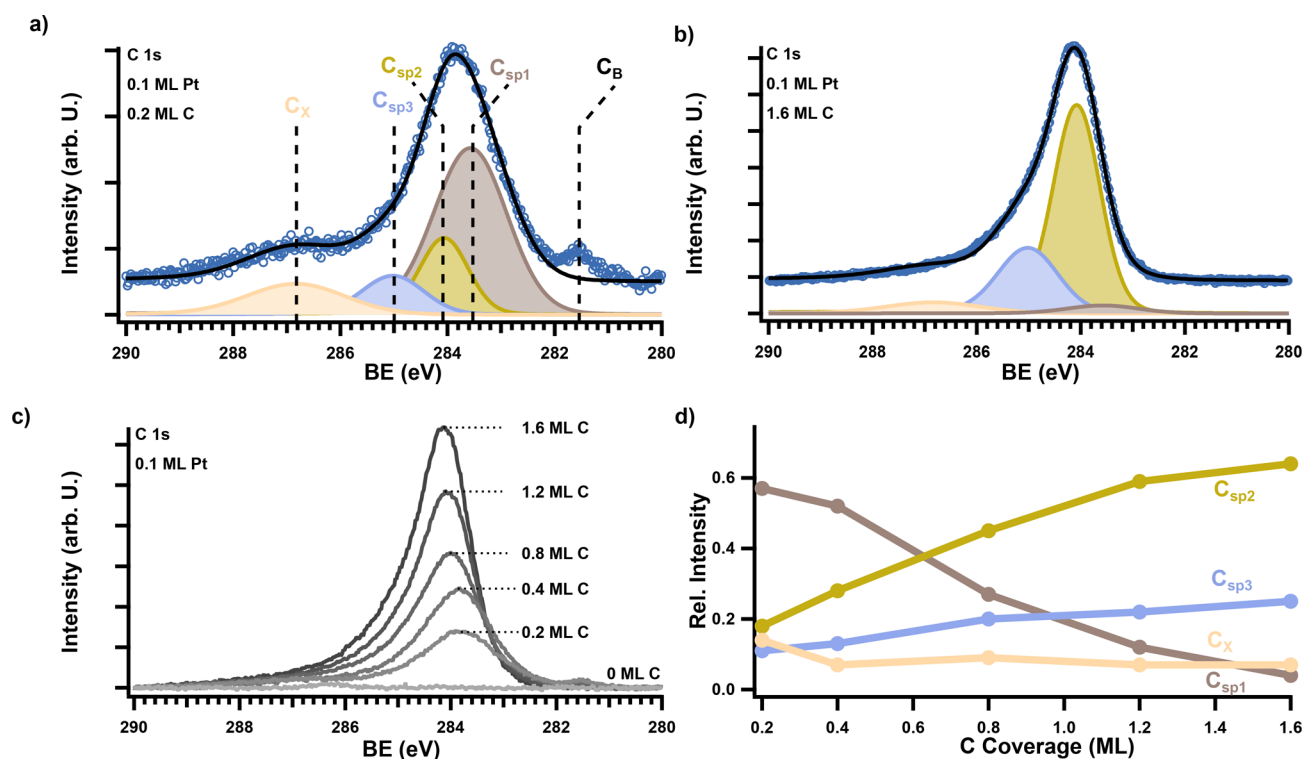 a)
C 1s
0.1 ML Pt
0.2 ML C
C_X
C_sp3
C_sp2
C_sp1
C_B
Intensity (arb. U.)
290
288
286
284
282
280
BE (eV)
b)
C 1s
0.1 ML Pt
1.6 ML C
Intensity (arb. U.)
290
288
286
284
282
280
BE (eV)
c)
C 1s
0.1 ML Pt
1.6 ML C
1.2 ML C
0.8 ML C
0.4 ML C
0.2 ML C
0 ML C
Intensity (arb. U.)
290
288
286
284
282
280
BE (eV)
d)
Rel. Intensity
0.6
0.4
0.2
0.0
C_sp2
C_sp3
C_X
C_sp1
0.2
0.4
0.6
0.8
1.0
1.2
1.4
1.6
C Coverage (ML)